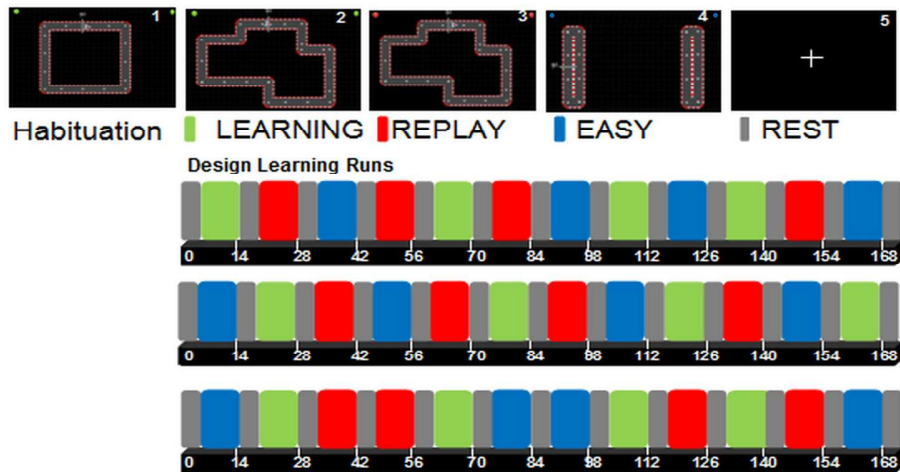 1 2 3 4 5
Habituation LEARNING REPLAY EASY REST
Design Learning Runs
0 14 28 42 56 70 84 98 112 126 140 154 168
0 14 28 42 56 70 84 98 112 126 140 154 168
0 14 28 42 56 70 84 98 112 126 140 154 168